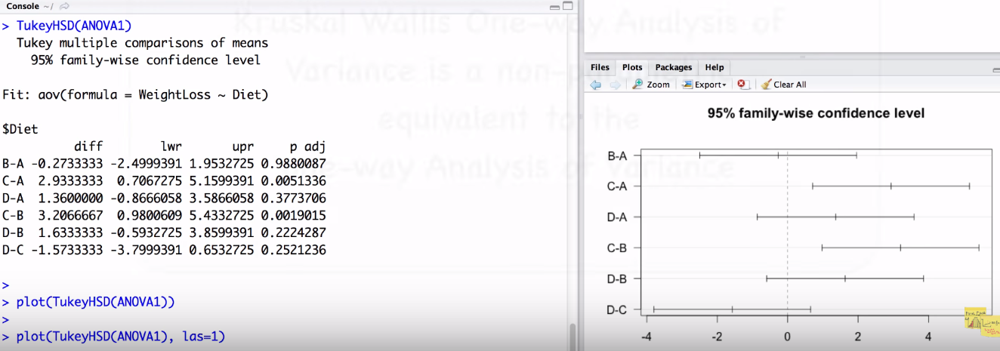 Console ~/
> TukeyHSD(ANOVA1)
Tukey multiple comparisons of means
95% family-wise confidence level
Fit: aov(formula = WeightLoss ~ Diet)
$Diet
diff lwr upr p adj
B-A -0.2733333 -2.4999391 1.9532725 0.9880087
C-A 2.9333333 0.7067275 5.1599391 0.0051336
D-A 1.3600000 -0.8666058 3.5866058 0.3773706
C-B 3.2066667 0.9800609 5.4332725 0.0019015
D-B 1.6333333 -0.5932725 3.8599391 0.2224287
D-C -1.5733333 -3.7999391 0.6532725 0.2521236
>
> plot(TukeyHSD(ANOVA1))
>
> plot(TukeyHSD(ANOVA1), las=1)
Kruskal Wallis One-way Analysis of
Variance is a non-parametric
equivalent to the
One-way Analysis of Variance
Files Plots Packages Help
Zoom Export Clear All
95% family-wise confidence level
B-A
C-A
D-A
C-B
D-B
D-C
-4 -2 0 2 4